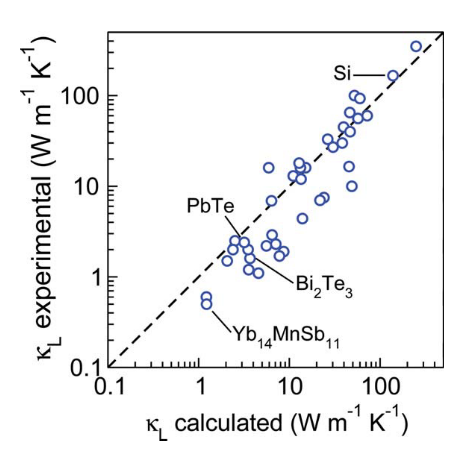 κL experimental (W m⁻¹ K⁻¹)
100
10
1
0.1
Si
PbTe
Bi₂Te₃
Yb₁₄MnSb₁₁
0.1
1
10
100
κL calculated (W m⁻¹ K⁻¹)